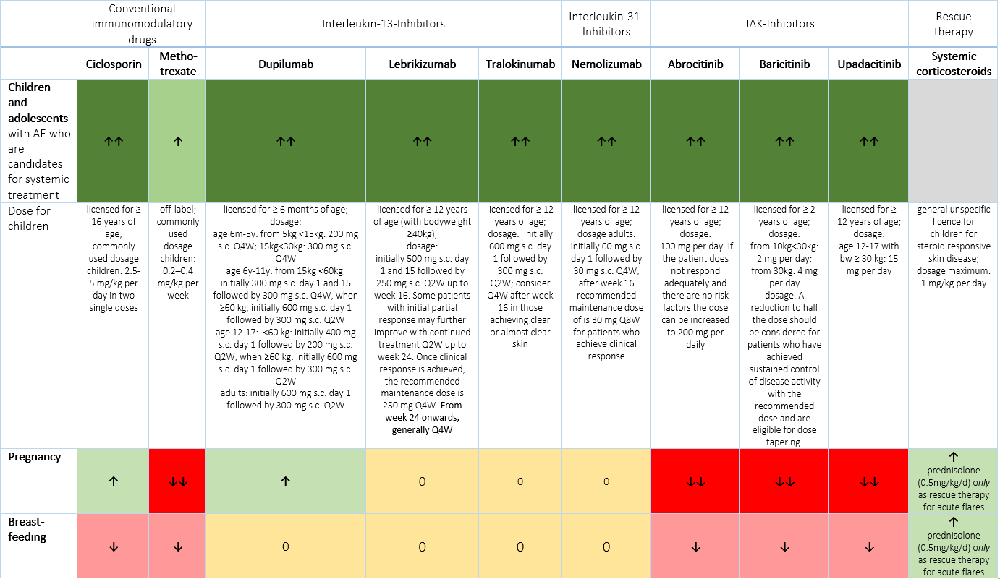 Conventional
immunomodulatory
drugs
Interleukin-13-Inhibitors
Interleukin-31-
Inhibitors
JAK-Inhibitors
Rescue
therapy
Ciclosporin
Metho-
trexate
Dupilumab
Lebrikizumab
Tralokinumab
Nemolizumab
Abrocitinib
Baricitinib
Upadacitinib
Systemic
corticosteroids
Children
and
adolescents
with AE who
are
candidates
for systemic
treatment
↑↑
↑
↑↑
↑↑
↑↑
↑↑
↑↑
↑↑
↑↑
Dose for
children
licensed for ≥
16 years of
age;
commonly
used dosage
children: 2.5-
5 mg/kg per
day in two
single doses
off-label;
commonly
used
dosage
children:
0.2–0.4
mg/kg per
week
licensed for ≥ 6 months of age;
dosage:
age 6m-5y: from 5kg <15kg: 200 mg
s.c. Q4W; 15kg<30kg: 300 mg s.c.
Q4W
age 6y-11y: from 15kg <60kg,
initially 300 mg s.c. day 1 and 15
followed by 300 mg s.c. Q4W, when
≥60 kg, initially 600 mg s.c. day 1
followed by 300 mg s.c. Q2W
age 12-17: <60 kg: initially 400 mg
s.c. day 1 followed by 200 mg s.c.
Q2W, when ≥60 kg: initially 600 mg
s.c. day 1 followed by 300 mg s.c.
Q2W
adults: initially 600 mg s.c. day 1
followed by 300 mg s.c. Q2W
licensed for ≥ 12 years
of age (with bodyweight
≥40kg);
dosage:
initially 500 mg s.c. day
1 and 15 followed by
250 mg s.c. Q2W up to
week 16. Some patients
with initial partial
response may further
improve with continued
treatment Q2W up to
week 24. Once clinical
response is achieved,
the recommended
maintenance dose is
250 mg Q4W. From
week 24 onwards,
generally Q4W
licensed for ≥ 12
years of age;
dosage: initially
600 mg s.c. day
1 followed by
300 mg s.c.
Q2W; consider
Q4W after week
16 in those
achieving clear
or almost clear
skin
licensed for ≥ 12
years of age;
dosage adults:
initially 60 mg s.c.
day 1 followed by
30 mg s.c. Q4W;
after week 16
recommended
maintenance dose
of is 30 mg Q8W
for patients who
achieve clinical
response
licensed for ≥ 12
years of age;
dosage:
100 mg per day. If
the patient does
not respond
adequately and
there are no risk
factors the dose
can be increased
to 200 mg per
daily
licensed for ≥ 2
years of age;
dosage:
from 10kg<30kg:
2 mg per day;
from 30kg: 4 mg
per day
dosage. A
reduction to half
the dose should
be considered for
patients who have
achieved
sustained control
of disease activity
with the
recommended
dose and are
eligible for dose
tapering.
licensed for ≥
12 years of age;
dosage:
age 12-17 with
bw ≥ 30 kg: 15
mg per day
general unspecific
licence for
children for
steroid responsive
skin disease;
dosage maximum:
1 mg/kg per day
Pregnancy
↑
↓↓
↑
0
0
0
↓↓
↓↓
↓↓
↑
prednisolone
(0.5mg/kg/d) only
as rescue therapy
for acute flares
Breast-
feeding
↓
↓
0
0
0
0
↓
↓
↓
↑
prednisolone
(0.5mg/kg/d) only
as rescue therapy
for acute flares